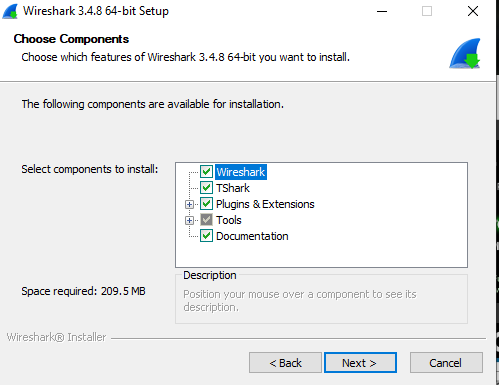 Wireshark 3.4.8 64-bit Setup
Choose Components
Choose which features of Wireshark 3.4.8 64-bit you want to install.
The following components are available for installation.
Select components to install:
Wireshark
TShark
Plugins & Extensions
Tools
Documentation
Space required: 209.5 MB
Description
Position your mouse over a component to see its
description.
Wireshark® Installer
< Back
Next >
Cancel